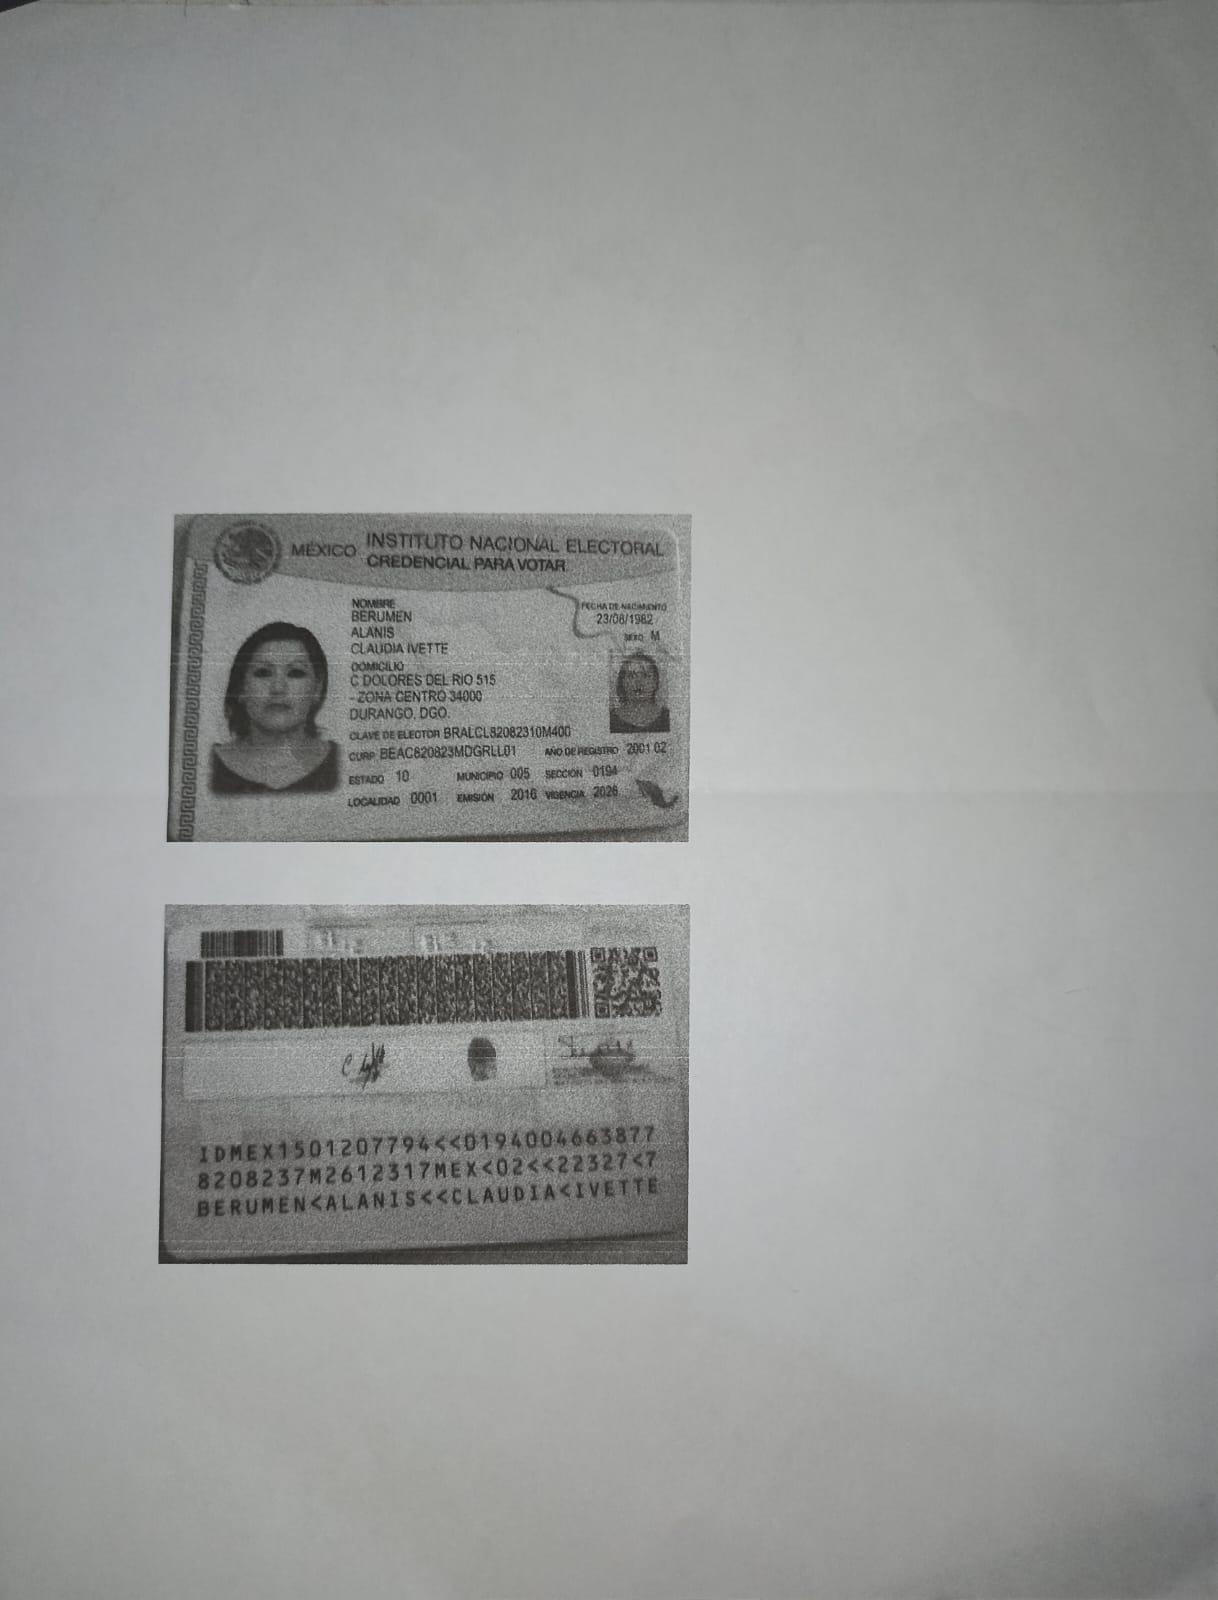 MÉXICO INSTITUTO NACIONAL ELECTORAL
CREDENCIAL PARA VOTAR
NOMBRE
BERUMEN
ALANIS
CLAUDIA IVETTE
FECHA DE NACIMIENTO
23/08/1982
SEXO M
DOMICILIO
C DOLORES DEL RIO 515
- ZONA CENTRO 34000
DURANGO, DGO.
CLAVE DE ELECTOR BRALCL82082310M400
CURP BEAC820823MDGRLL01 AÑO DE REGISTRO 2001 02
ESTADO 10 MUNICIPIO 005 SECCIÓN 0194
LOCALIDAD 0001 EMISIÓN 2016 VIGENCIA 2026
IDMEX1501207794<<0194004663877
8208237M2612317MEX<02<<22327<7
BERUMEN<ALANIS<<CLAUDIA<IVETTE